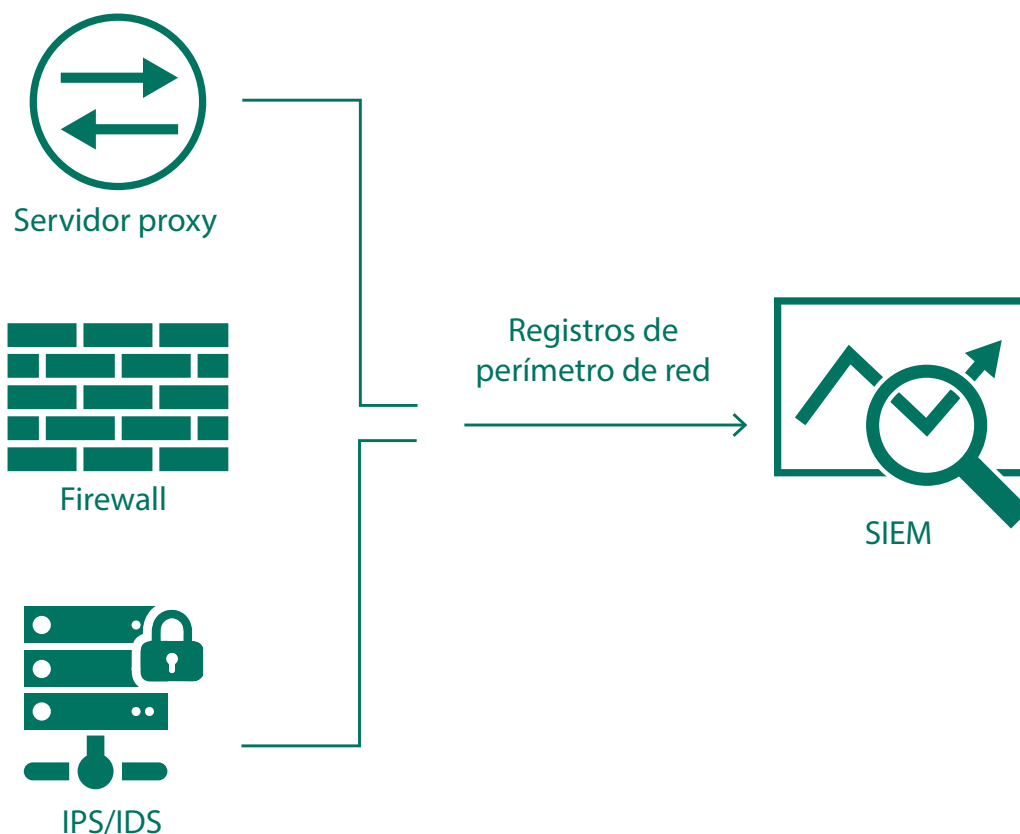 Servidor proxy
Firewall
IPS/IDS
Registros de
perímetro de red
SIEM